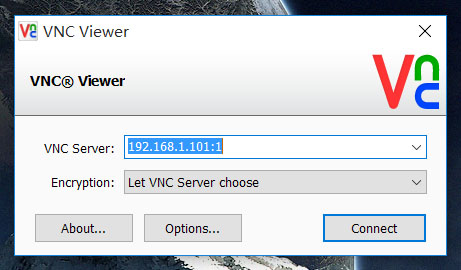 VNC Viewer
VNC® Viewer
Vnc
VNC Server: 192.168.1.101:1
Encryption: Let VNC Server choose
About... Options... Connect